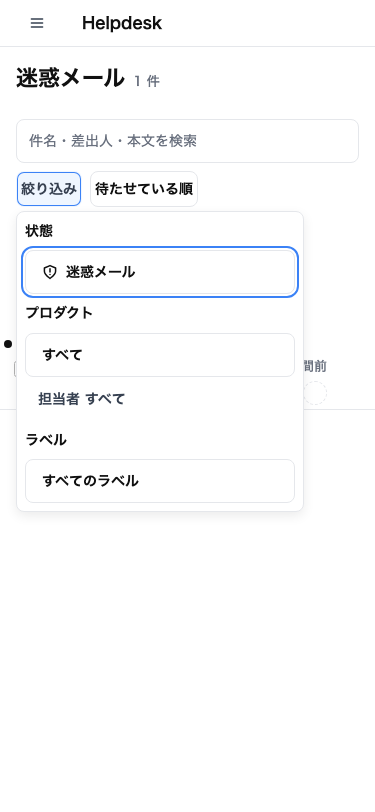 Helpdesk
迷惑メール 1 件
件名・差出人・本文を検索
絞り込み 待たせている順
状態
迷惑メール
プロダクト
すべて
間前
担当者 すべて
ラベル
すべてのラベル